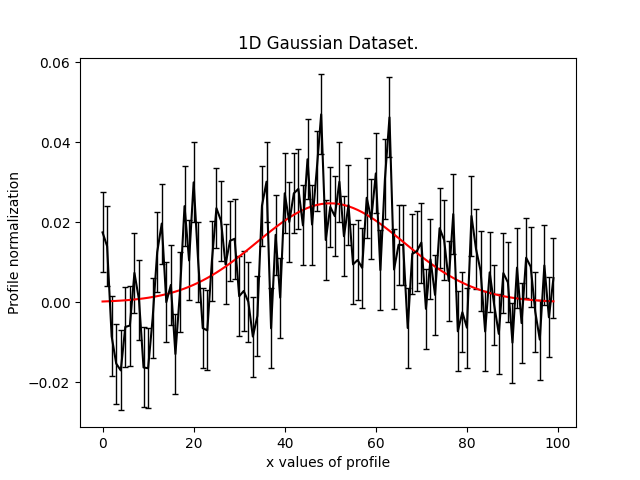 1D Gaussian Dataset.
0.06
0.04
0.02
0.00
−0.02
Profile normalization
0 20 40 60 80 100
x values of profile